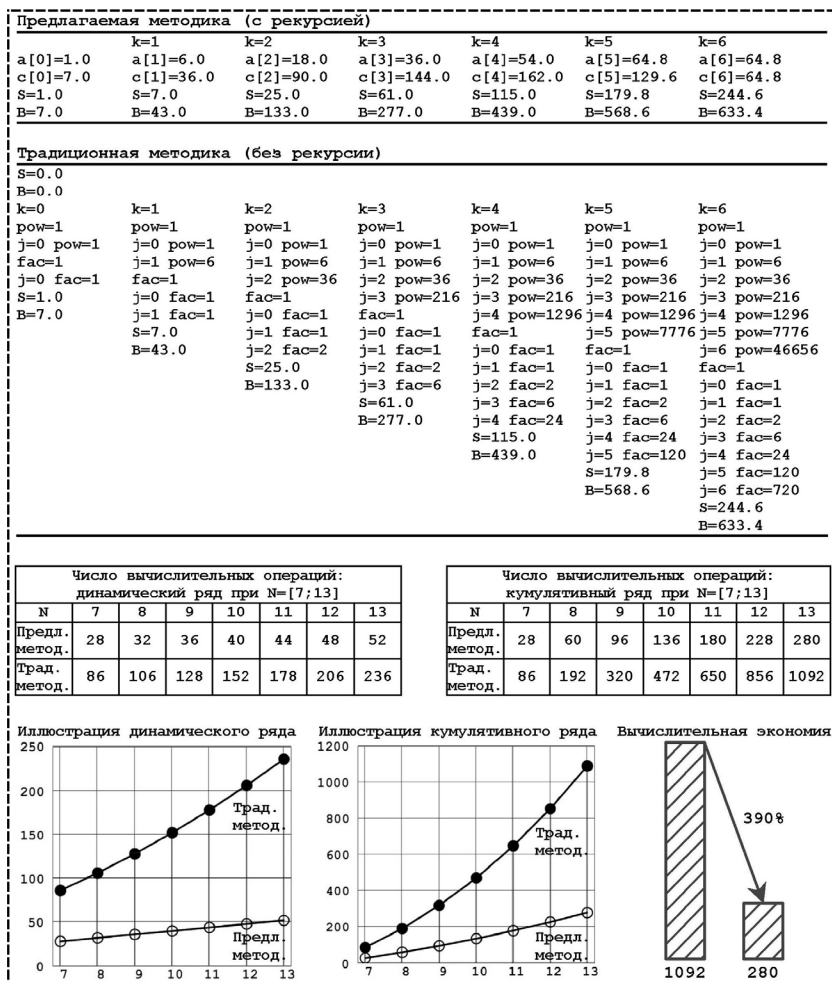 Предлагаемая методика (с рекурсией)
k=1 k=2 k=3 k=4 k=5 k=6
a[0]=1.0 a[1]=6.0 a[2]=18.0 a[3]=36.0 a[4]=54.0 a[5]=64.8 a[6]=64.8
c[0]=7.0 c[1]=36.0 c[2]=90.0 c[3]=144.0 c[4]=162.0 c[5]=129.6 c[6]=64.8
S=1.0 S=7.0 S=25.0 S=61.0 S=115.0 S=179.8 S=244.6
B=7.0 B=43.0 B=133.0 B=277.0 B=439.0 B=568.6 B=633.4
Традиционная методика (без рекурсии)
S=0.0
B=0.0
k=0 k=1 k=2 k=3 k=4 k=5 k=6
pow=1 pow=1 pow=1 pow=1 pow=1 pow=1 pow=1
j=0 pow=1 j=0 pow=1 j=0 pow=1 j=0 pow=1 j=0 pow=1 j=0 pow=1 j=0 pow=1
fac=1 j=1 pow=6 j=1 pow=6 j=1 pow=6 j=1 pow=6 j=1 pow=6 j=1 pow=6
j=0 fac=1 fac=1 j=2 pow=36 j=2 pow=36 j=2 pow=36 j=2 pow=36 j=2 pow=36
S=1.0 j=0 fac=1 fac=1 j=3 pow=216 j=3 pow=216 j=3 pow=216 j=3 pow=216
B=7.0 j=1 fac=1 j=0 fac=1 fac=1 j=4 pow=1296 j=4 pow=1296 j=4 pow=1296
S=7.0 j=1 fac=1 j=0 fac=1 fac=1 j=5 pow=7776 j=5 pow=7776
B=43.0 j=2 fac=2 j=1 fac=1 j=0 fac=1 fac=1 j=6 pow=46656
S=25.0 j=2 fac=2 j=1 fac=1 j=0 fac=1 fac=1
B=133.0 j=3 fac=6 j=2 fac=2 j=1 fac=1 j=0 fac=1
S=61.0 j=3 fac=6 j=2 fac=2 j=1 fac=1
B=277.0 j=4 fac=24 j=3 fac=6 j=2 fac=2
S=115.0 j=4 fac=24 j=3 fac=6
B=439.0 j=5 fac=120 j=4 fac=24
S=179.8 j=5 fac=120
B=568.6 j=6 fac=720
S=244.6
B=633.4
Число вычислительных операций:
динамический ряд при N=[7;13]
N 7 8 9 10 11 12 13
Предл.
метод. 28 32 36 40 44 48 52
Трад.
метод. 86 106 128 152 178 206 236
Число вычислительных операций:
кумулятивный ряд при N=[7;13]
N 7 8 9 10 11 12 13
Предл.
метод. 28 60 96 136 180 228 280
Трад.
метод. 86 192 320 472 650 856 1092
Иллюстрация динамического ряда
250
200
150
100
50
0
Трад.
метод.
Предл.
метод.
7 8 9 10 11 12 13
Иллюстрация кумулятивного ряда
1200
1000
800
600
400
200
0
Трад.
метод.
Предл.
метод.
7 8 9 10 11 12 13
Вычислительная экономия
390%
1092 280